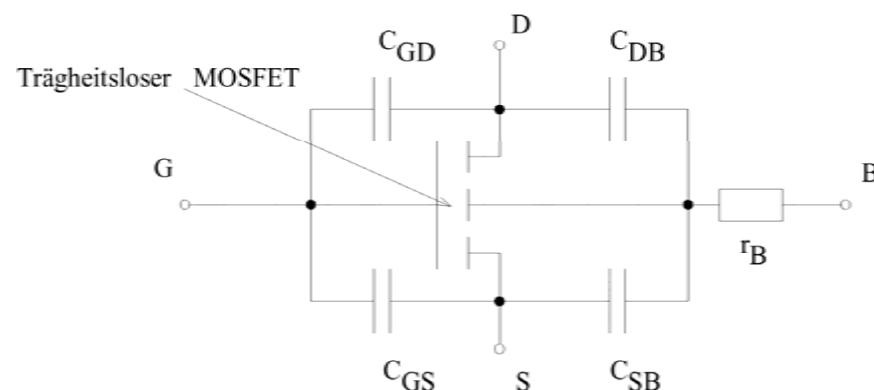 D
C_GD
C_DB
Trägheitsloser MOSFET
G
B
r_B
C_GS
S
C_SB